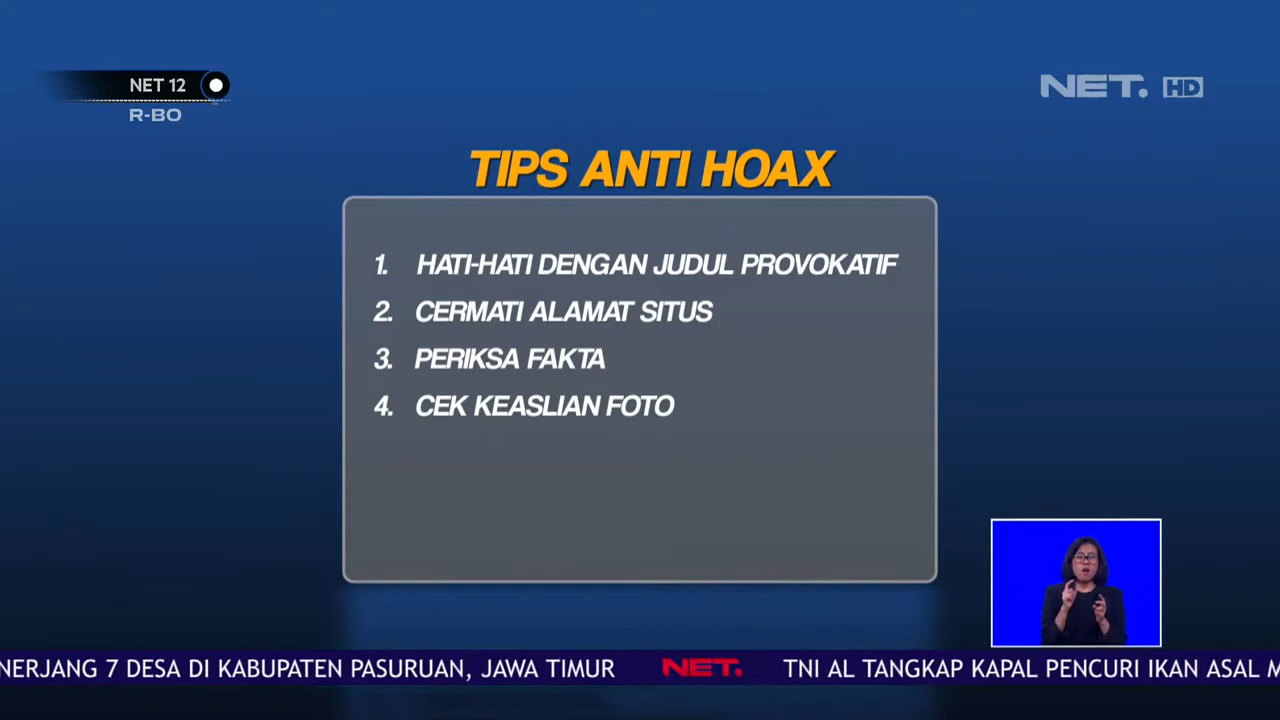 NET 12
R-BO
NET. HD
TIPS ANTI HOAX
1. HATI-HATI DENGAN JUDUL PROVOKATIF
2. CERMATI ALAMAT SITUS
3. PERIKSA FAKTA
4. CEK KEASLIAN FOTO
NERJANG 7 DESA DI KABUPATEN PASURUAN, JAWA TIMUR NET. TNI AL TANGKAP KAPAL PENCURI IKAN ASAL M